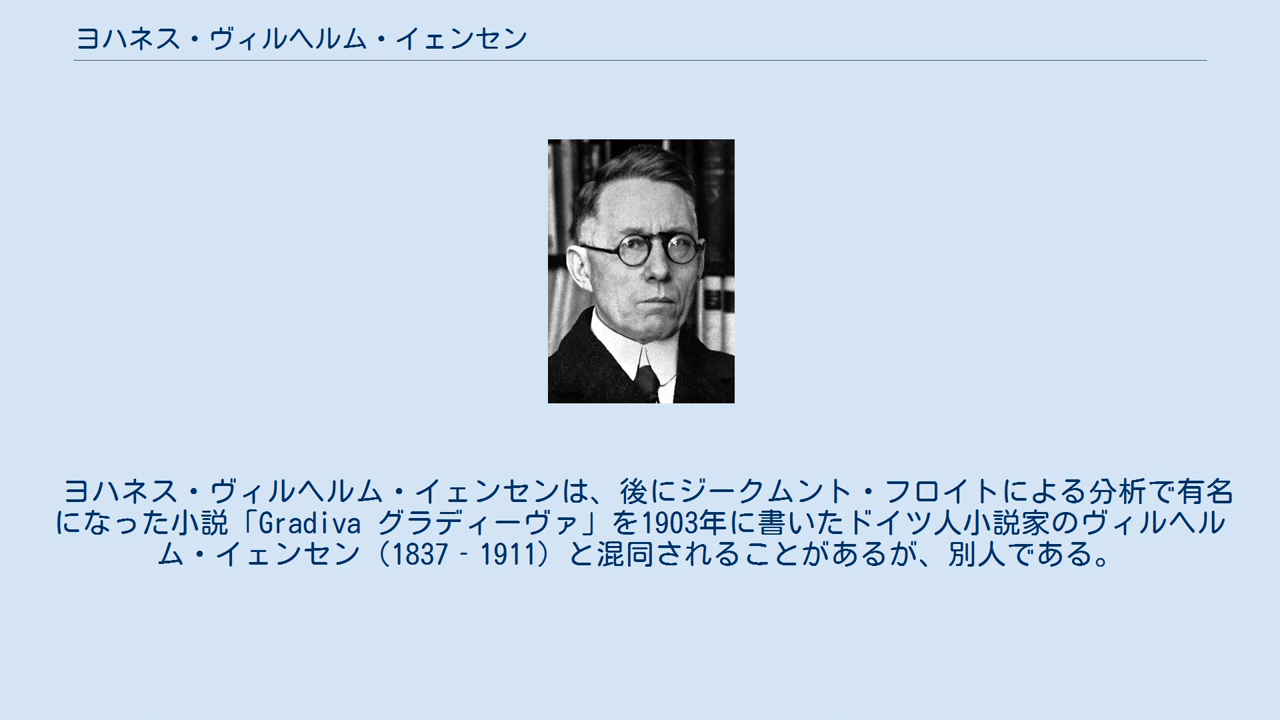 ヨハネス・ヴィルヘルム・イェンセン
ヨハネス・ヴィルヘルム・イェンセンは、後にジークムント・フロイトによる分析で有名
になった小説「Gradiva グラディーヴァ」を1903年に書いたドイツ人小説家のヴィルヘル
ム・イェンセン（1837‐1911）と混同されることがあるが、別人である。